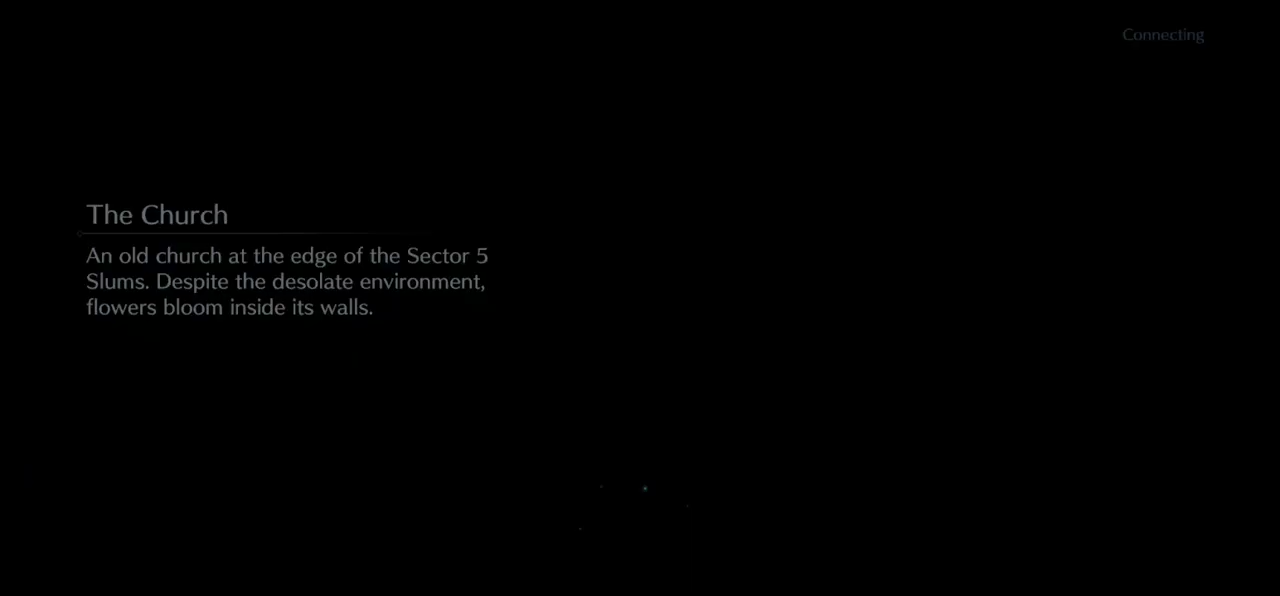 Connecting
The Church
An old church at the edge of the Sector 5
Slums. Despite the desolate environment,
flowers bloom inside its walls.